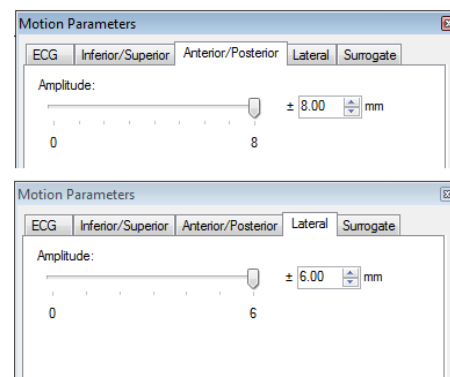 Motion Parameters
ECG Inferior/Superior Anterior/Posterior Lateral Surrogate
Amplitude:
± 8.00 mm
0 8
Motion Parameters
ECG Inferior/Superior Anterior/Posterior Lateral Surrogate
Amplitude:
± 6.00 mm
0 6